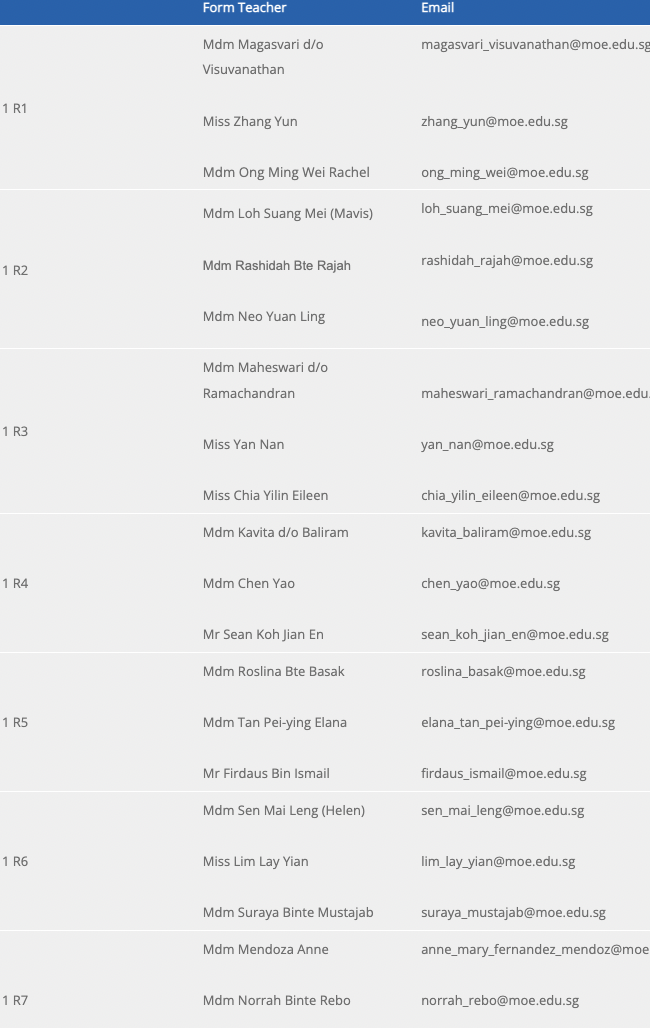 Form Teacher Email
Mdm Magasvari d/o magasvari_visuvanathan@moe.edu.sg
Visuvanathan
1 R1
Miss Zhang Yun zhang_yun@moe.edu.sg
Mdm Ong Ming Wei Rachel ong_ming_wei@moe.edu.sg
Mdm Loh Suang Mei (Mavis) loh_suang_mei@moe.edu.sg
1 R2
Mdm Rashidah Bte Rajah rashidah_rajah@moe.edu.sg
Mdm Neo Yuan Ling neo_yuan_ling@moe.edu.sg
Mdm Maheswari d/o
Ramachandran maheswari_ramachandran@moe.edu.
1 R3
Miss Yan Nan yan_nan@moe.edu.sg
Miss Chia Yilin Eileen chia_yilin_eileen@moe.edu.sg
Mdm Kavita d/o Baliram kavita_baliram@moe.edu.sg
1 R4 Mdm Chen Yao chen_yao@moe.edu.sg
Mr Sean Koh Jian En sean_koh_jian_en@moe.edu.sg
Mdm Roslina Bte Basak roslina_basak@moe.edu.sg
1 R5 Mdm Tan Pei-ying Elana elana_tan_pei-ying@moe.edu.sg
Mr Firdaus Bin Ismail firdaus_ismail@moe.edu.sg
Mdm Sen Mai Leng (Helen) sen_mai_leng@moe.edu.sg
1 R6 Miss Lim Lay Yian lim_lay_yian@moe.edu.sg
Mdm Suraya Binte Mustajab suraya_mustajab@moe.edu.sg
Mdm Mendoza Anne anne_mary_fernandez_mendoz@moe
1 R7 Mdm Norrah Binte Rebo norrah_rebo@moe.edu.sg